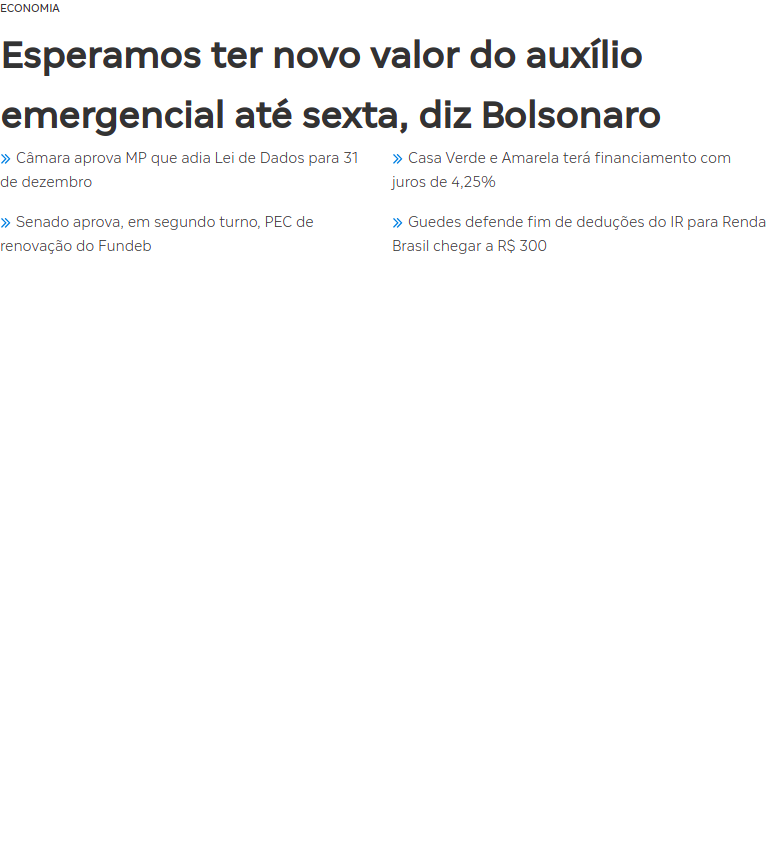 ECONOMIA
Esperamos ter novo valor do auxílio
emergencial até sexta, diz Bolsonaro
» Câmara aprova MP que adia Lei de Dados para 31
de dezembro
» Casa Verde e Amarela terá financiamento com
juros de 4,25%
» Senado aprova, em segundo turno, PEC de
renovação do Fundeb
» Guedes defende fim de deduções do IR para Renda
Brasil chegar a R$ 300